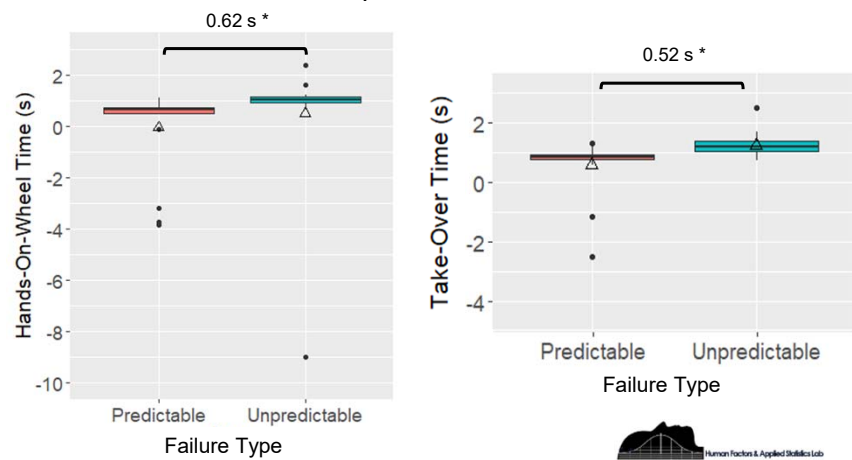 0.62 s *
Hands-On-Wheel Time (s)
2
0
-2
-4
-6
-8
-10
Predictable
Unpredictable
Failure Type
0.52 s *
Take-Over Time (s)
2
0
-2
-4
Predictable
Unpredictable
Failure Type
Human Factors & Applied Statistics Lab